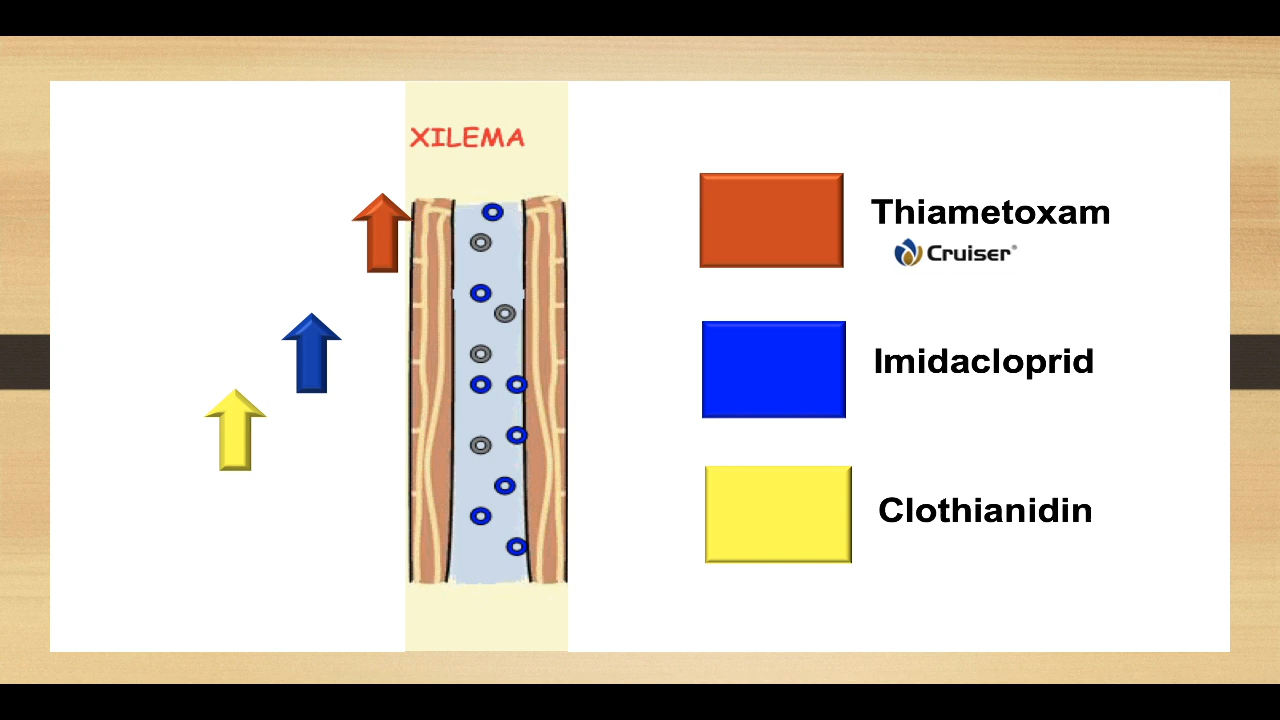 XILEMA
Thiametoxam
Cruiser®
Imidacloprid
Clothianidin